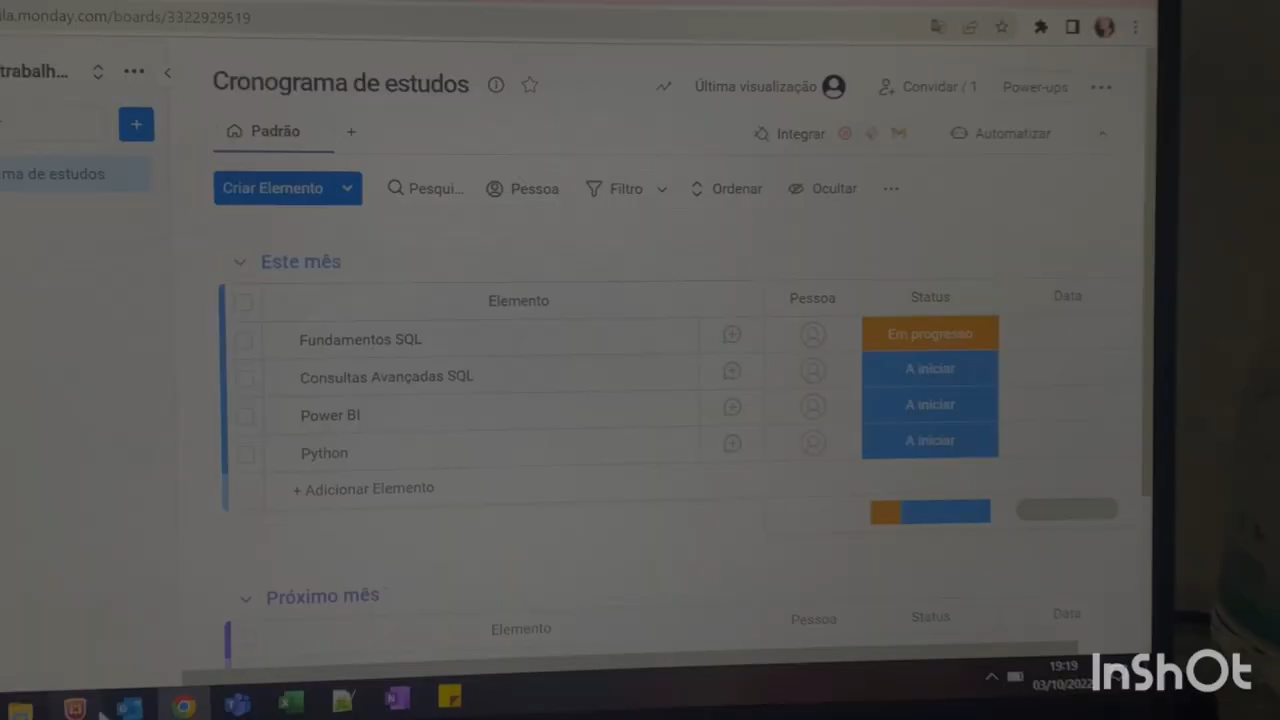 ila.monday.com/boards/3322929519
trabalh...
Cronograma de estudos
Última visualização
Convidar / 1
Power-ups
Padrão
Integrar
Automatizar
ma de estudos
Criar Elemento
Pesqui...
Pessoa
Filtro
Ordenar
Ocultar
Este mês
Elemento Pessoa Status Data
Fundamentos SQL Em progresso
Consultas Avançadas SQL A iniciar
Power BI A iniciar
Python A iniciar
+ Adicionar Elemento
Próximo mês
Elemento Pessoa Status Data
19:19
03/10/2022
InShOt